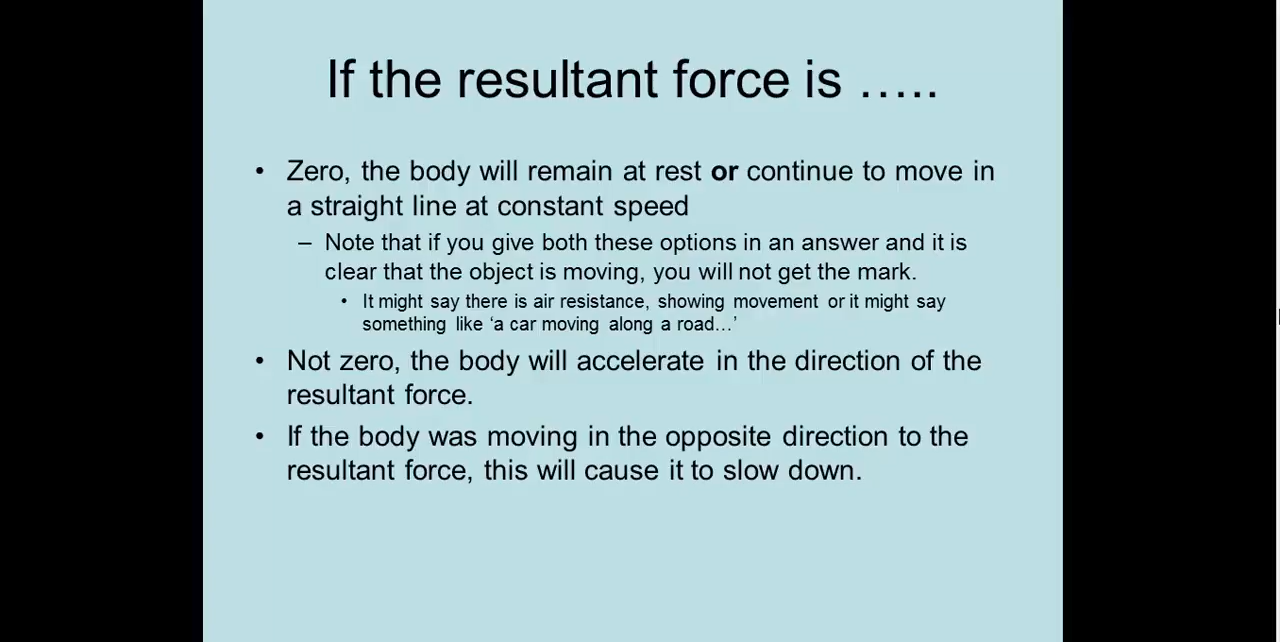 If the resultant force is …..
• Zero, the body will remain at rest or continue to move in
a straight line at constant speed
– Note that if you give both these options in an answer and it is
clear that the object is moving, you will not get the mark.
• It might say there is air resistance, showing movement or it might say
something like ‘a car moving along a road…’
• Not zero, the body will accelerate in the direction of the
resultant force.
• If the body was moving in the opposite direction to the
resultant force, this will cause it to slow down.